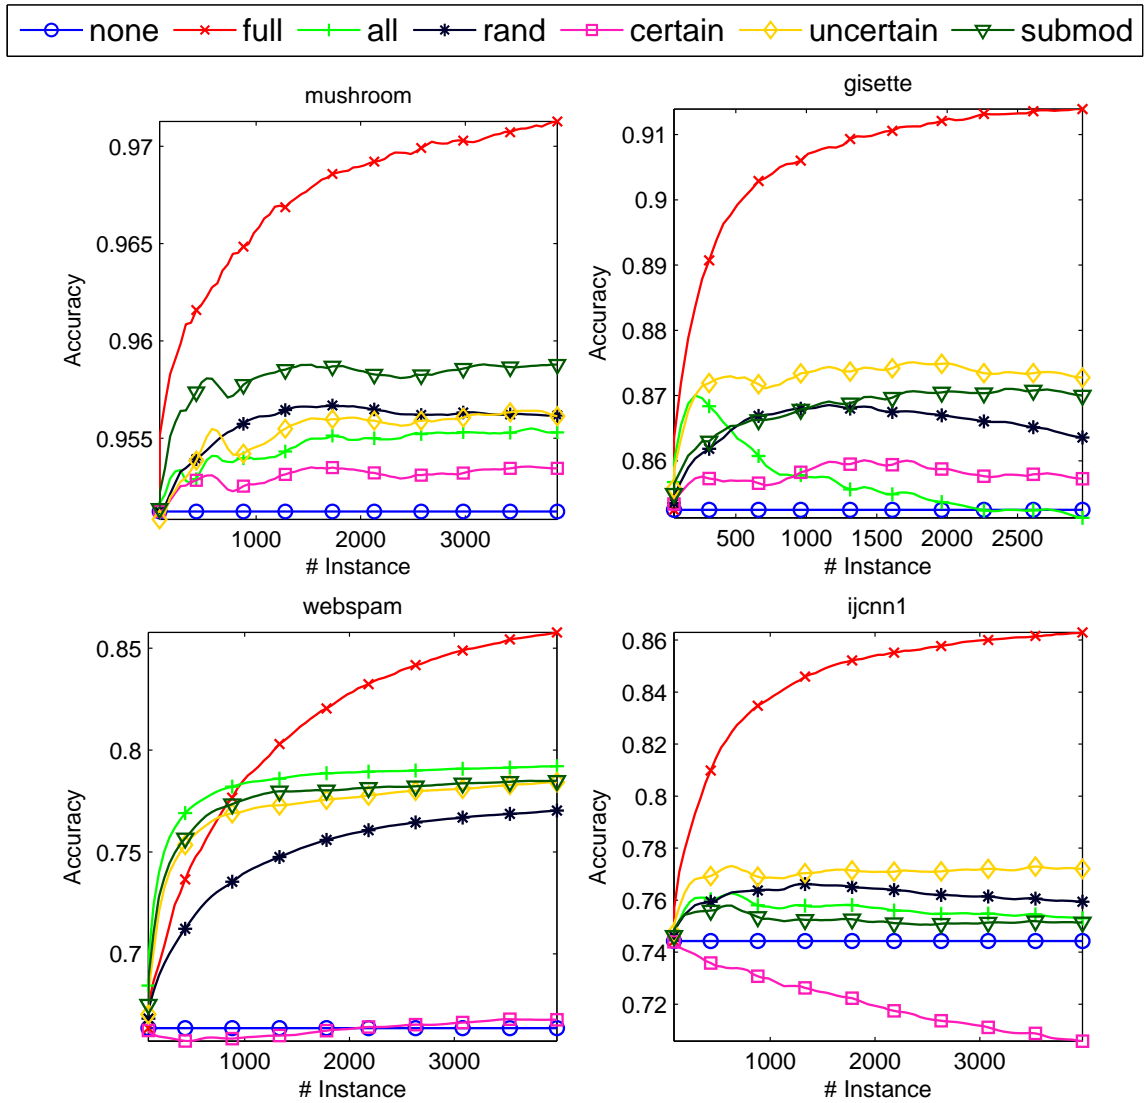 none full all rand certain uncertain submod
mushroom
0.97
0.965
0.96
0.955
Accuracy
1000 2000 3000
# Instance
gisette
0.91
0.9
0.89
0.88
0.87
0.86
Accuracy
500 1000 1500 2000 2500
# Instance
webspam
0.85
0.8
0.75
0.7
Accuracy
1000 2000 3000
# Instance
ijcnn1
0.86
0.84
0.82
0.8
0.78
0.76
0.74
0.72
Accuracy
1000 2000 3000
# Instance